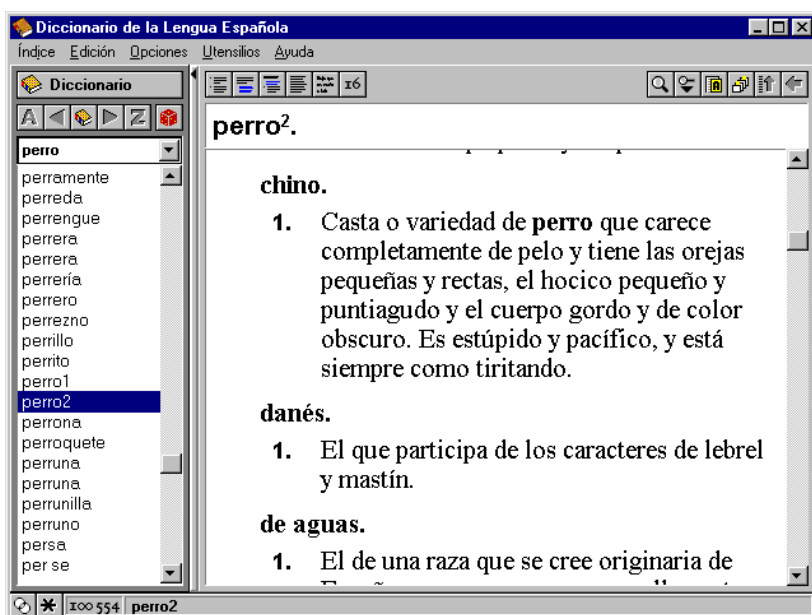 Diccionario de la Lengua Española
Índice Edición Opciones Utensilios Ayuda
Diccionario
A Z
perro
perramente
perreda
perrengue
perrera
perrera
perrería
perrero
perrezno
perrillo
perrito
perro1
perro2
perrona
perroquete
perruna
perruna
perrunilla
perruno
persa
per se
16
perro².
chino.
1. Casta o variedad de perro que carece
completamente de pelo y tiene las orejas
pequeñas y rectas, el hocico pequeño y
puntiagudo y el cuerpo gordo y de color
obscuro. Es estúpido y pacífico, y está
siempre como tiritando.
danés.
1. El que participa de los caracteres de lebrel
y mastín.
de aguas.
1. El de una raza que se cree originaria de
100554 perro2